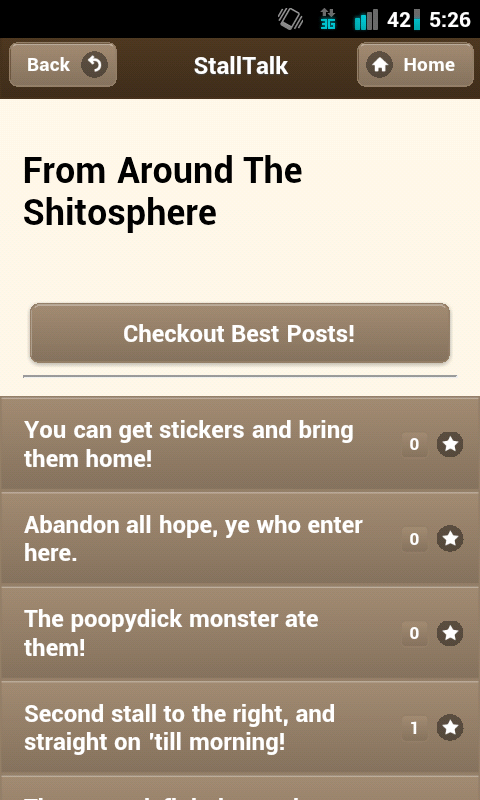 3G 42 5:26
Back StallTalk Home
From Around The
Shitosphere
Checkout Best Posts!
You can get stickers and bring
them home!
0
Abandon all hope, ye who enter
here.
0
The poopydick monster ate
them!
0
Second stall to the right, and
straight on 'till morning!
1